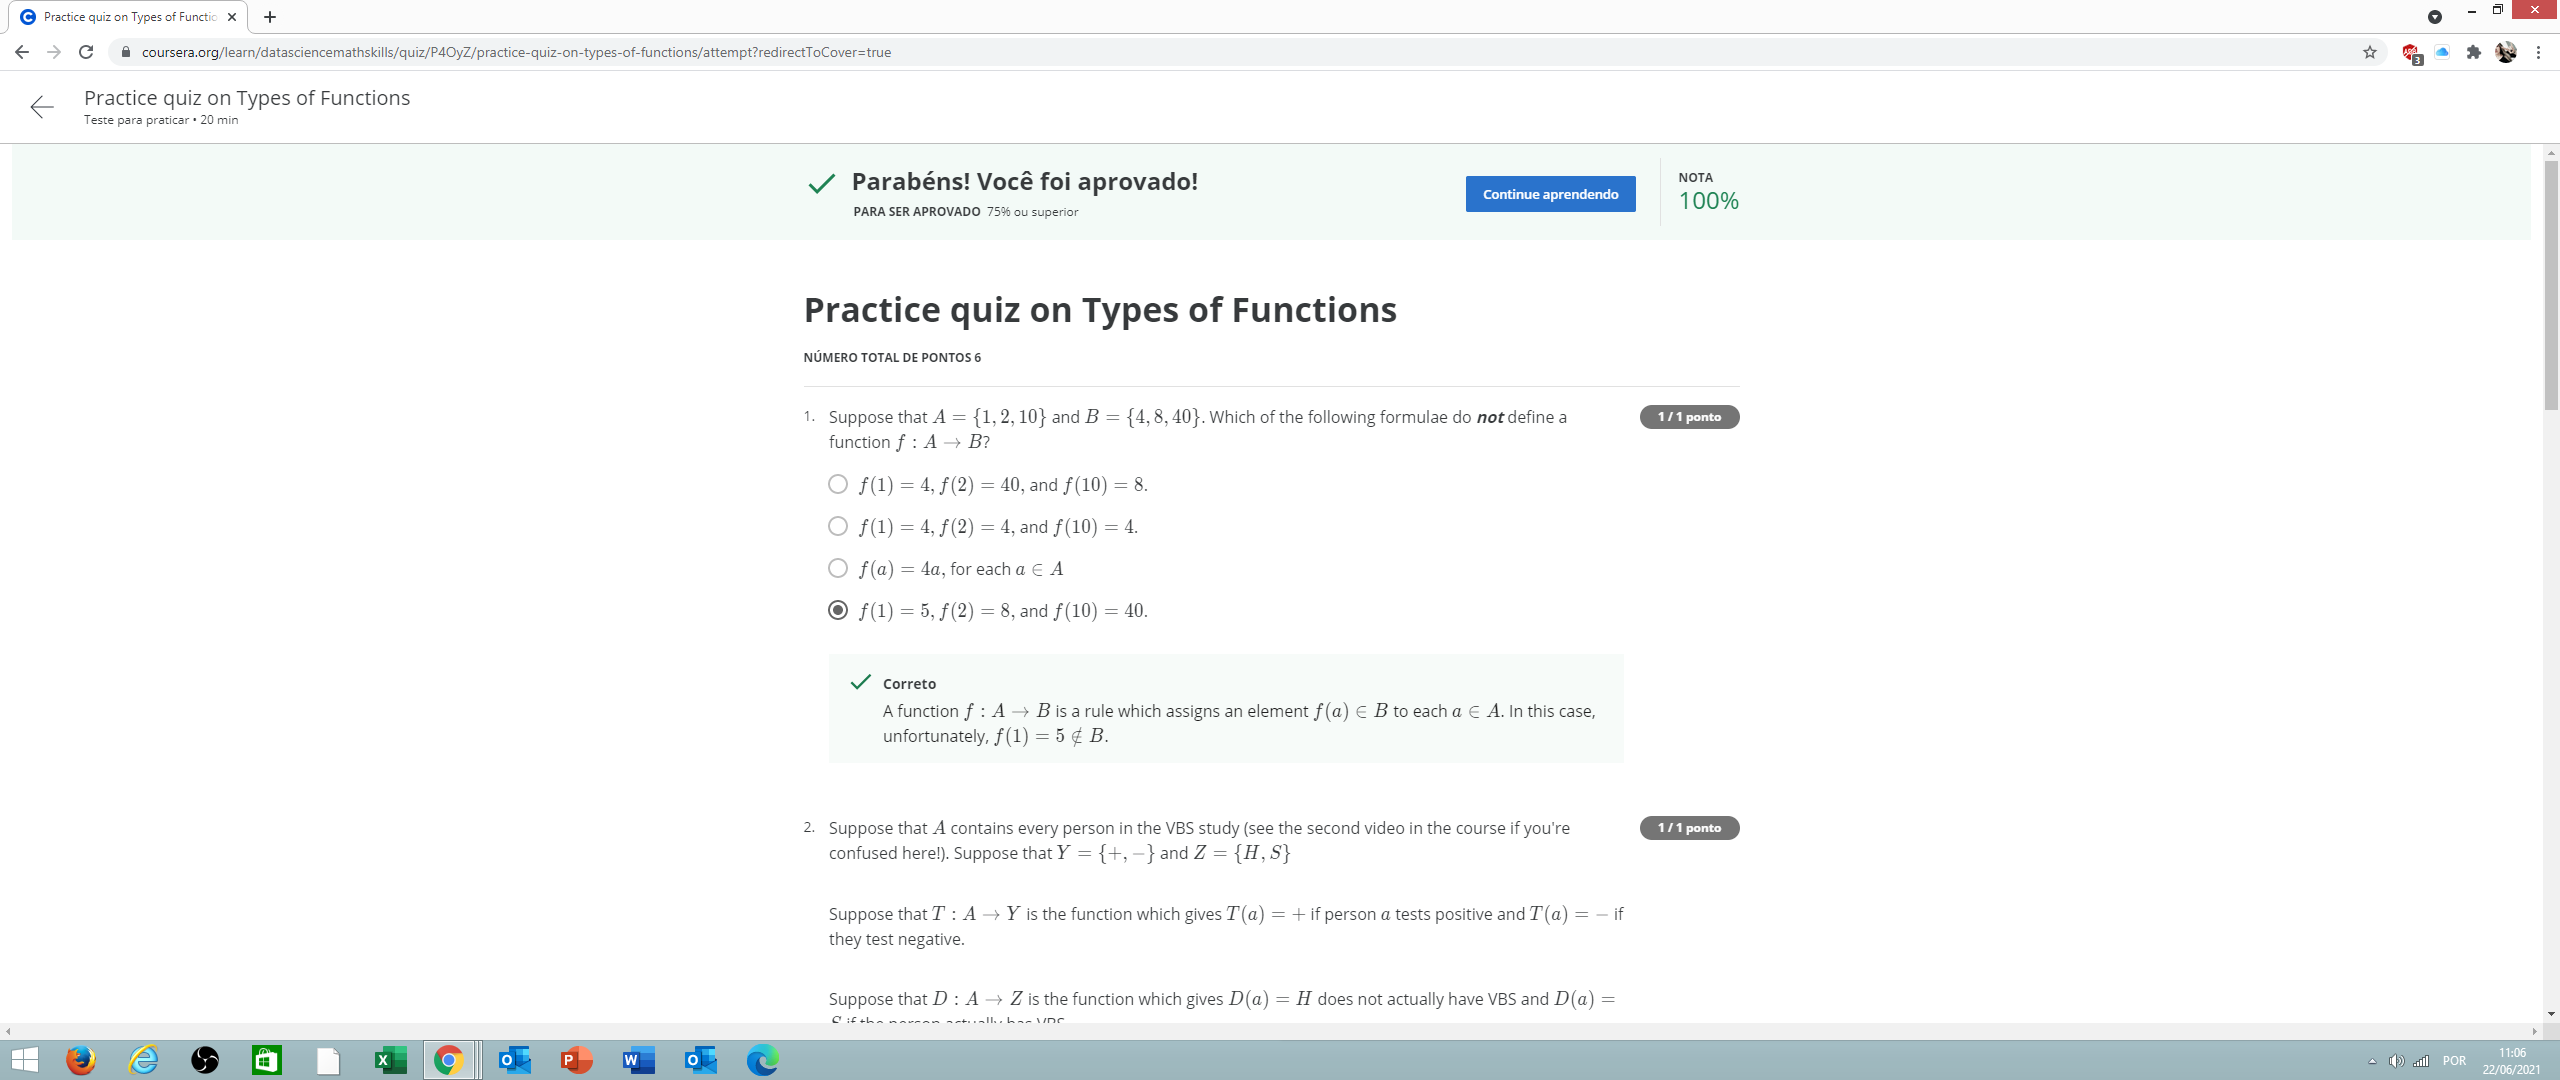 Practice quiz on Types of Functio
coursera.org/learn/datasciencemathskills/quiz/P4OyZ/practice-quiz-on-types-of-functions/attempt?redirectToCover=true
3
Practice quiz on Types of Functions
Teste para praticar • 20 min
Parabéns! Você foi aprovado!
PARA SER APROVADO 75% ou superior
Continue aprendendo
NOTA
100%
Practice quiz on Types of Functions
NÚMERO TOTAL DE PONTOS 6
1. Suppose that A = {1, 2, 10} and B = {4, 8, 40}. Which of the following formulae do not define a
function f : A → B?
1 / 1 ponto
f(1) = 4, f(2) = 40, and f(10) = 8.
f(1) = 4, f(2) = 4, and f(10) = 4.
f(a) = 4a, for each a ∈ A
f(1) = 5, f(2) = 8, and f(10) = 40.
Correto
A function f : A → B is a rule which assigns an element f(a) ∈ B to each a ∈ A. In this case,
unfortunately, f(1) = 5 ∉ B.
2. Suppose that A contains every person in the VBS study (see the second video in the course if you're
confused here!). Suppose that Y = {+, −} and Z = {H, S}
1 / 1 ponto
Suppose that T : A → Y is the function which gives T(a) = + if person a tests positive and T(a) = − if
they test negative.
Suppose that D : A → Z is the function which gives D(a) = H does not actually have VBS and D(a) =
S if the person actually has VBS
POR
11:06
22/06/2021